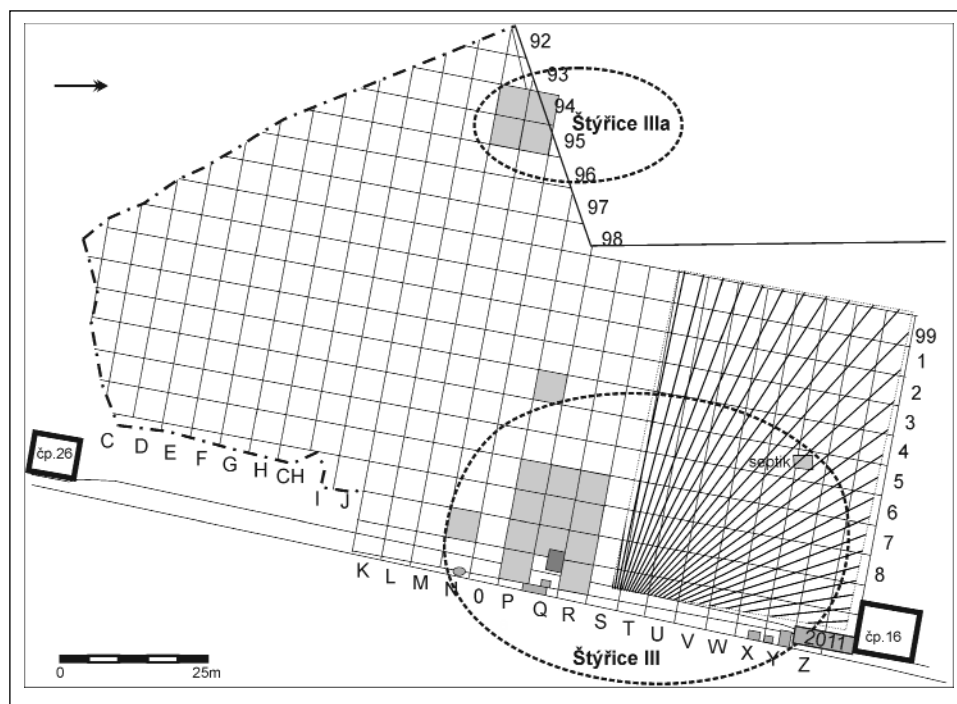 92
93
94
Štýřice IIIa
95
96
97
98
99
1
2
3
4
septik
5
6
7
8
čp.26
C
D
E
F
G
H
CH
I
J
K
L
M
N
0
P
Q
R
S
T
U
V
W
X
Y
Z
2011
čp.16
Štýřice III
0
25m